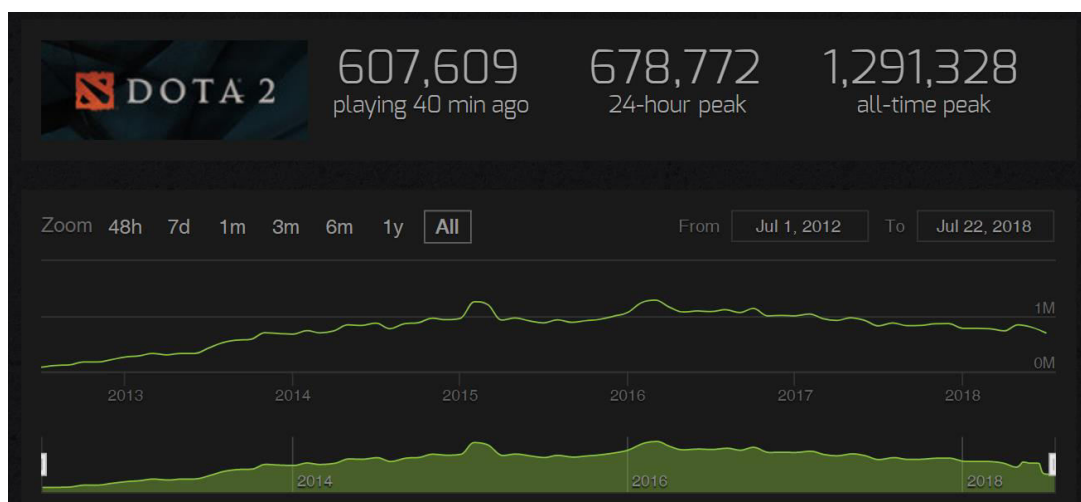 DOTA 2
607,609
playing 40 min ago
678,772
24-hour peak
1,291,328
all-time peak
Zoom 48h 7d 1m 3m 6m 1y All From Jul 1, 2012 To Jul 22, 2018
1M
0M
2013 2014 2015 2016 2017 2018
2014 2016 2018